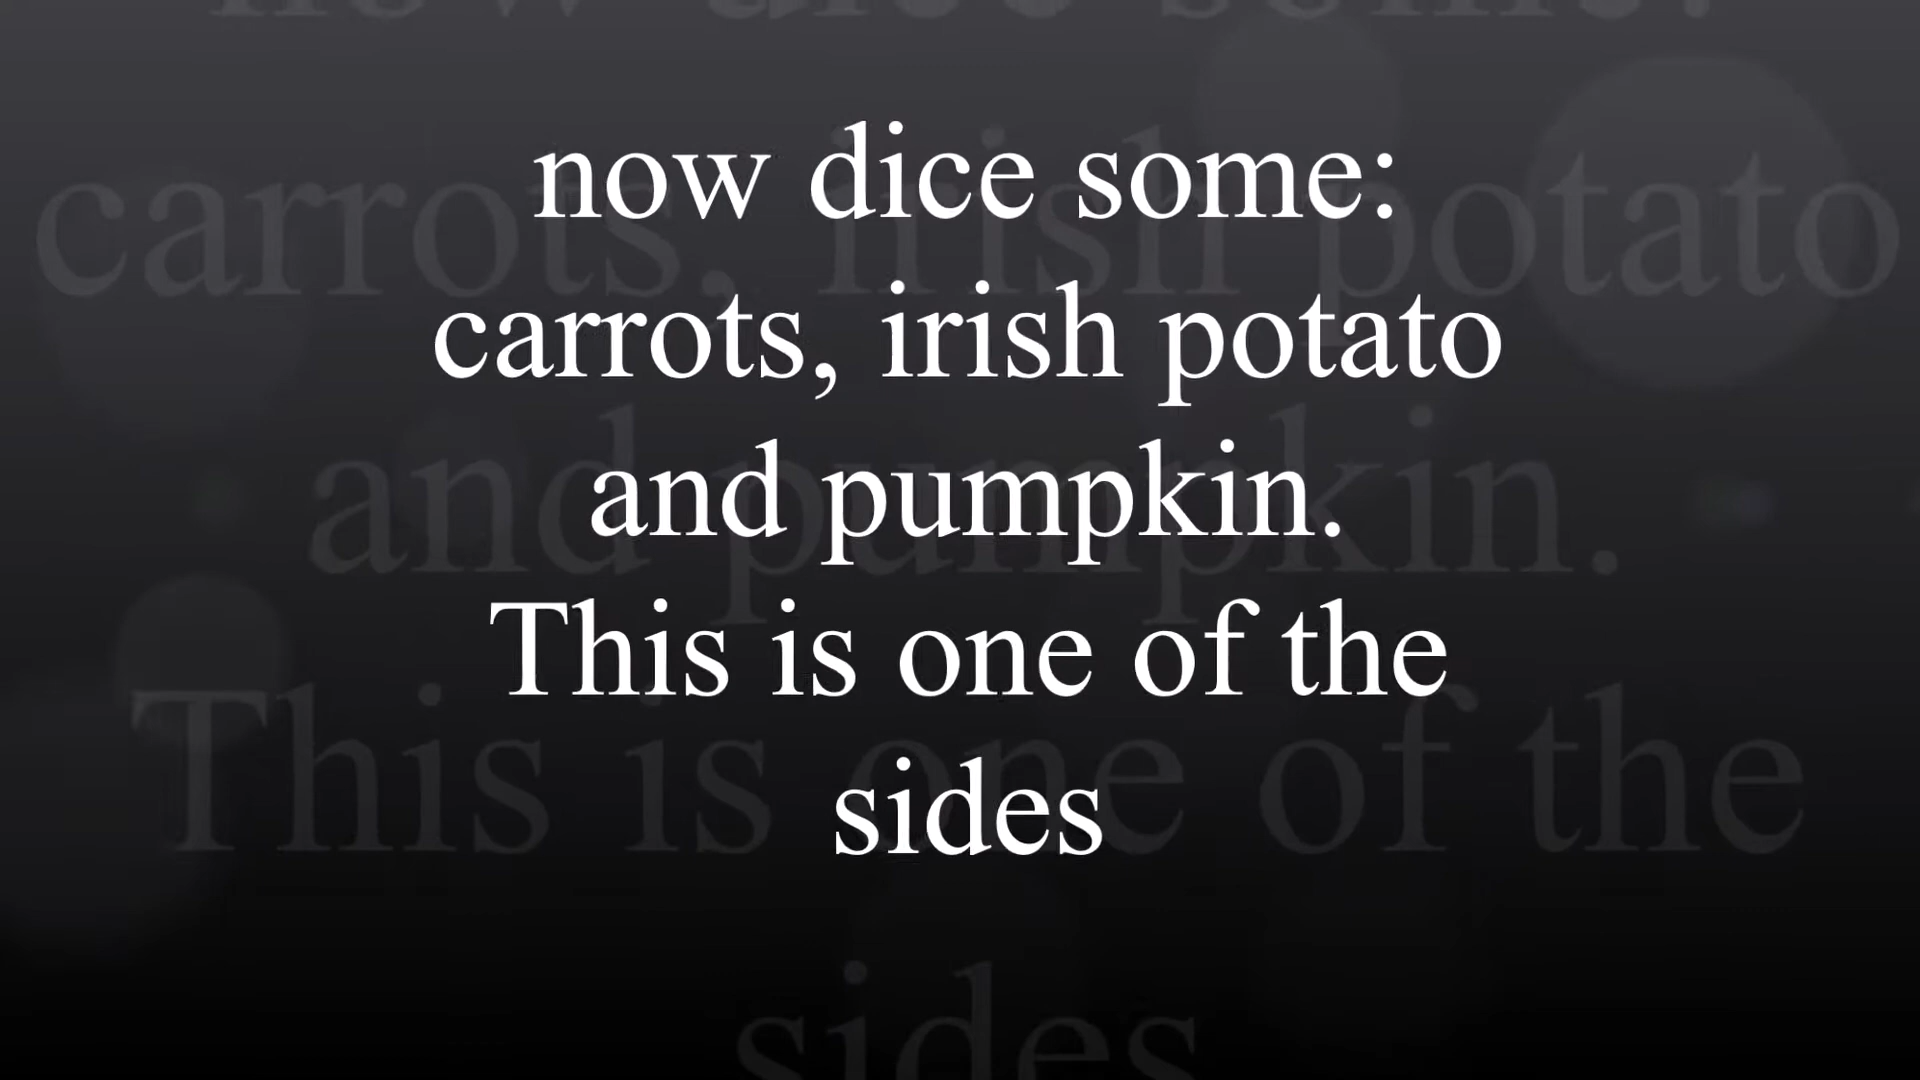 now dice some:
carrots, irish potato
and pumpkin.
This is one of the
sides